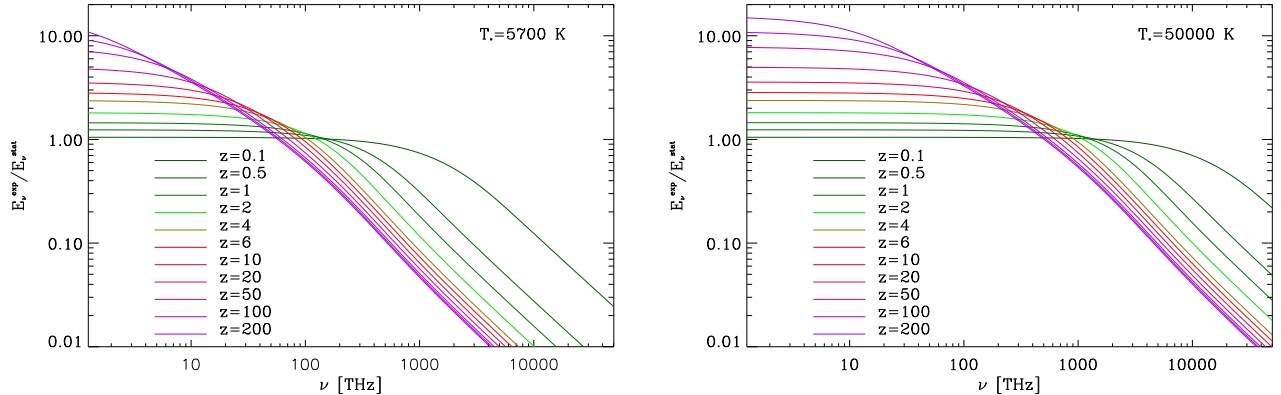 10.00
1.00
0.10
0.01
E_ν^exp/E_ν^stat
T_*=5700 K
z=0.1
z=0.5
z=1
z=2
z=4
z=6
z=10
z=20
z=50
z=100
z=200
10 100 1000 10000
ν [THz]
10.00
1.00
0.10
0.01
E_ν^exp/E_ν^stat
T_*=50000 K
z=0.1
z=0.5
z=1
z=2
z=4
z=6
z=10
z=20
z=50
z=100
z=200
10 100 1000 10000
ν [THz]